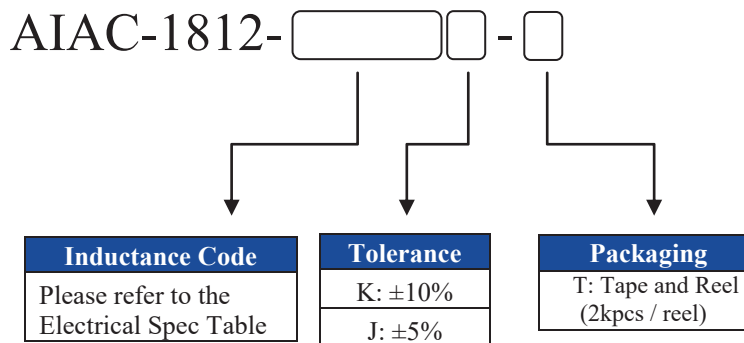 AIAC-1812- -
Inductance Code
Please refer to the
Electrical Spec Table
Tolerance
K: ±10%
J: ±5%
Packaging
T: Tape and Reel
(2kpcs / reel)